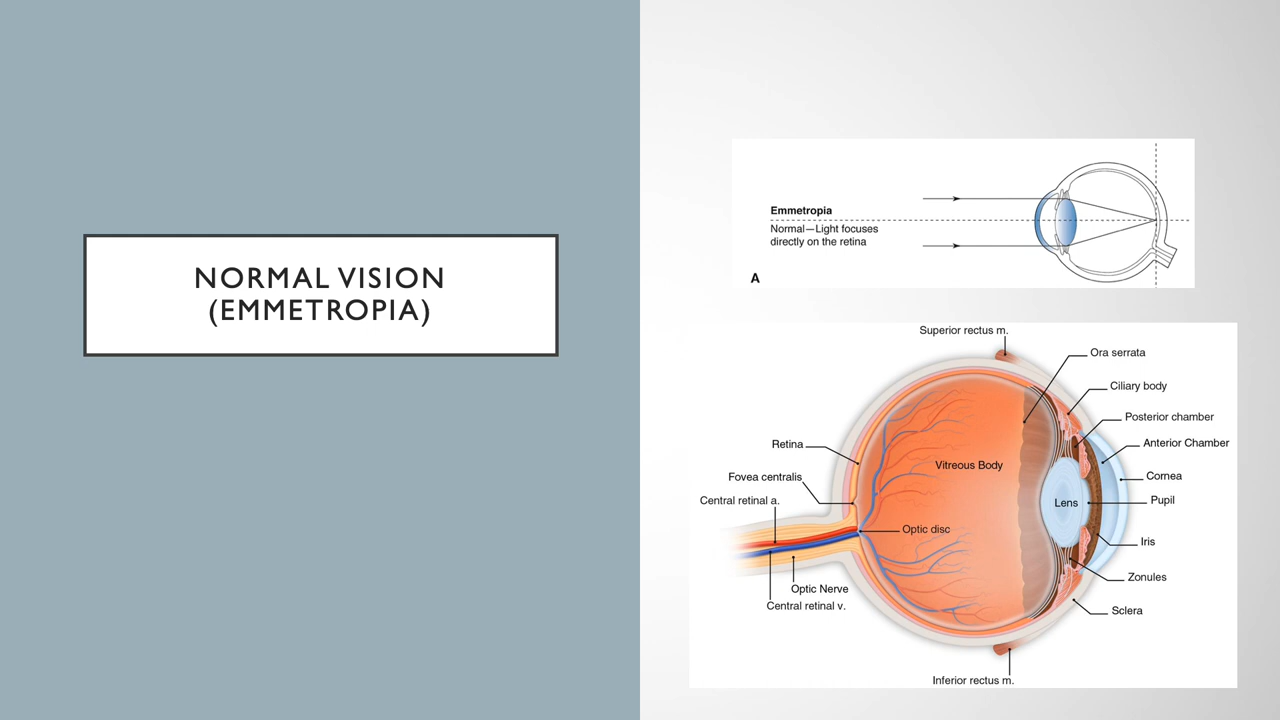 NORMAL VISION
(EMMETROPIA)
Emmetropia
Normal—Light focuses
directly on the retina
A
Superior rectus m.
Ora serrata
Ciliary body
Posterior chamber
Anterior Chamber
Cornea
Pupil
Iris
Zonules
Sclera
Retina
Fovea centralis
Central retinal a.
Vitreous Body
Lens
Optic disc
Optic Nerve
Central retinal v.
Inferior rectus m.